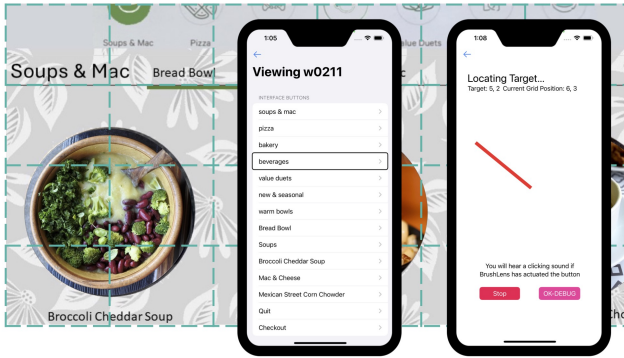 Soups & Mac
Pizza
alue Duets
Soups & Mac
Bread Bowl
c
Broccoli Cheddar Soup
Cho
1:05
Viewing w0211
INTERFACE BUTTONS
soups & mac
pizza
bakery
beverages
value duets
new & seasonal
warm bowls
Bread Bowl
Soups
Broccoli Cheddar Soup
Mac & Cheese
Mexican Street Corn Chowder
Quit
Checkout
1:08
Locating Target...
Target: 5, 2 Current Grid Position: 6, 3
You will hear a clicking sound if
BrushLens has actuated the button
Stop
OK-DEBUG